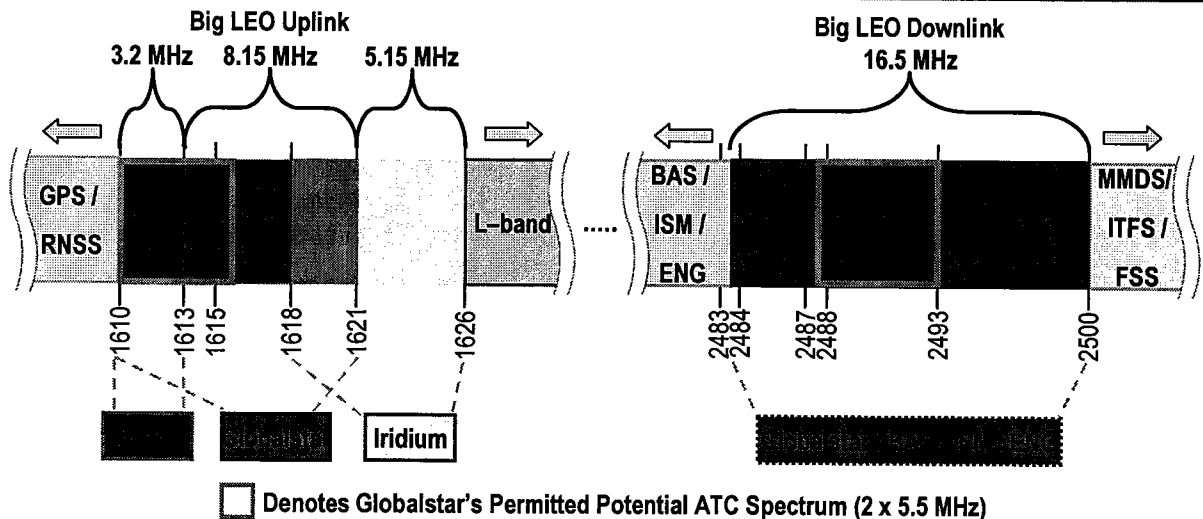 Big LEO Uplink
3.2 MHz 8.15 MHz 5.15 MHz
Big LEO Downlink
16.5 MHz
GPS /
RNSS
L–band
.....
BAS /
ISM /
ENG
MMDS/
ITFS /
FSS
1610
1613
1615
1618
1621
1626
2483
2484
2487
2488
2493
2500
Globalstar
Iridium
Globalstar
Denotes Globalstar's Permitted Potential ATC Spectrum (2 x 5.5 MHz)